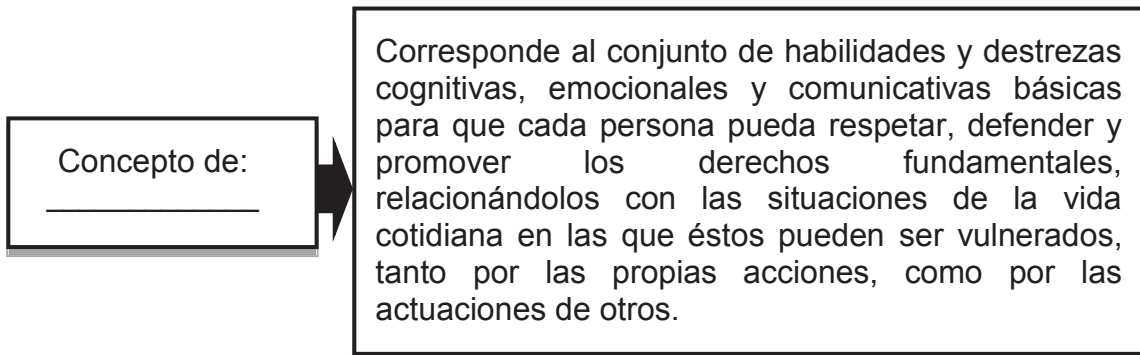 Concepto de:
____________
Corresponde al conjunto de habilidades y destrezas
cognitivas, emocionales y comunicativas básicas
para que cada persona pueda respetar, defender y
promover los derechos fundamentales,
relacionándolos con las situaciones de la vida
cotidiana en las que éstos pueden ser vulnerados,
tanto por las propias acciones, como por las
actuaciones de otros.